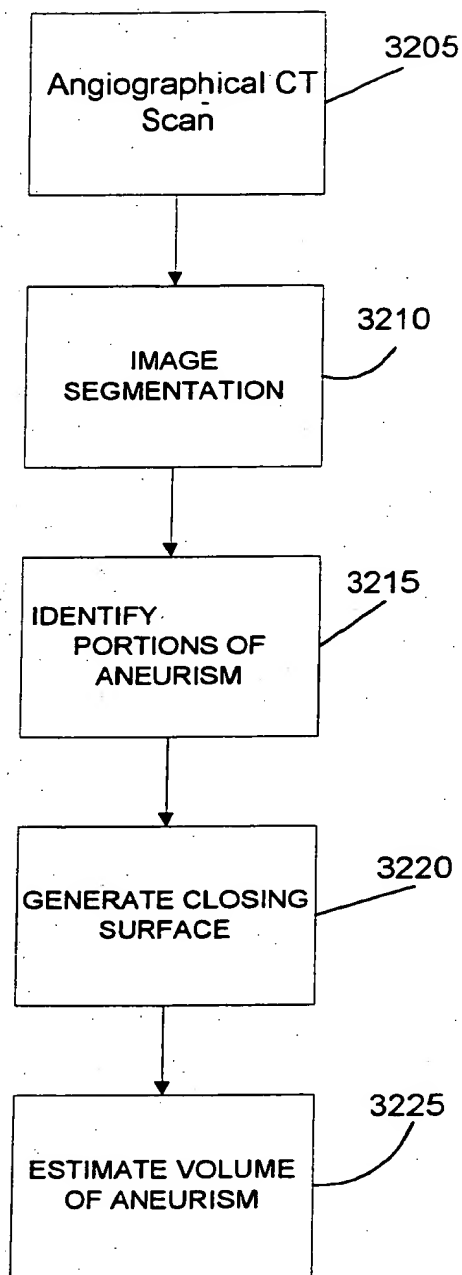 3205
Angiographical CT
Scan
3210
IMAGE
SEGMENTATION
3215
IDENTIFY
PORTIONS OF
ANEURISM
3220
GENERATE CLOSING
SURFACE
3225
ESTIMATE VOLUME
OF ANEURISM